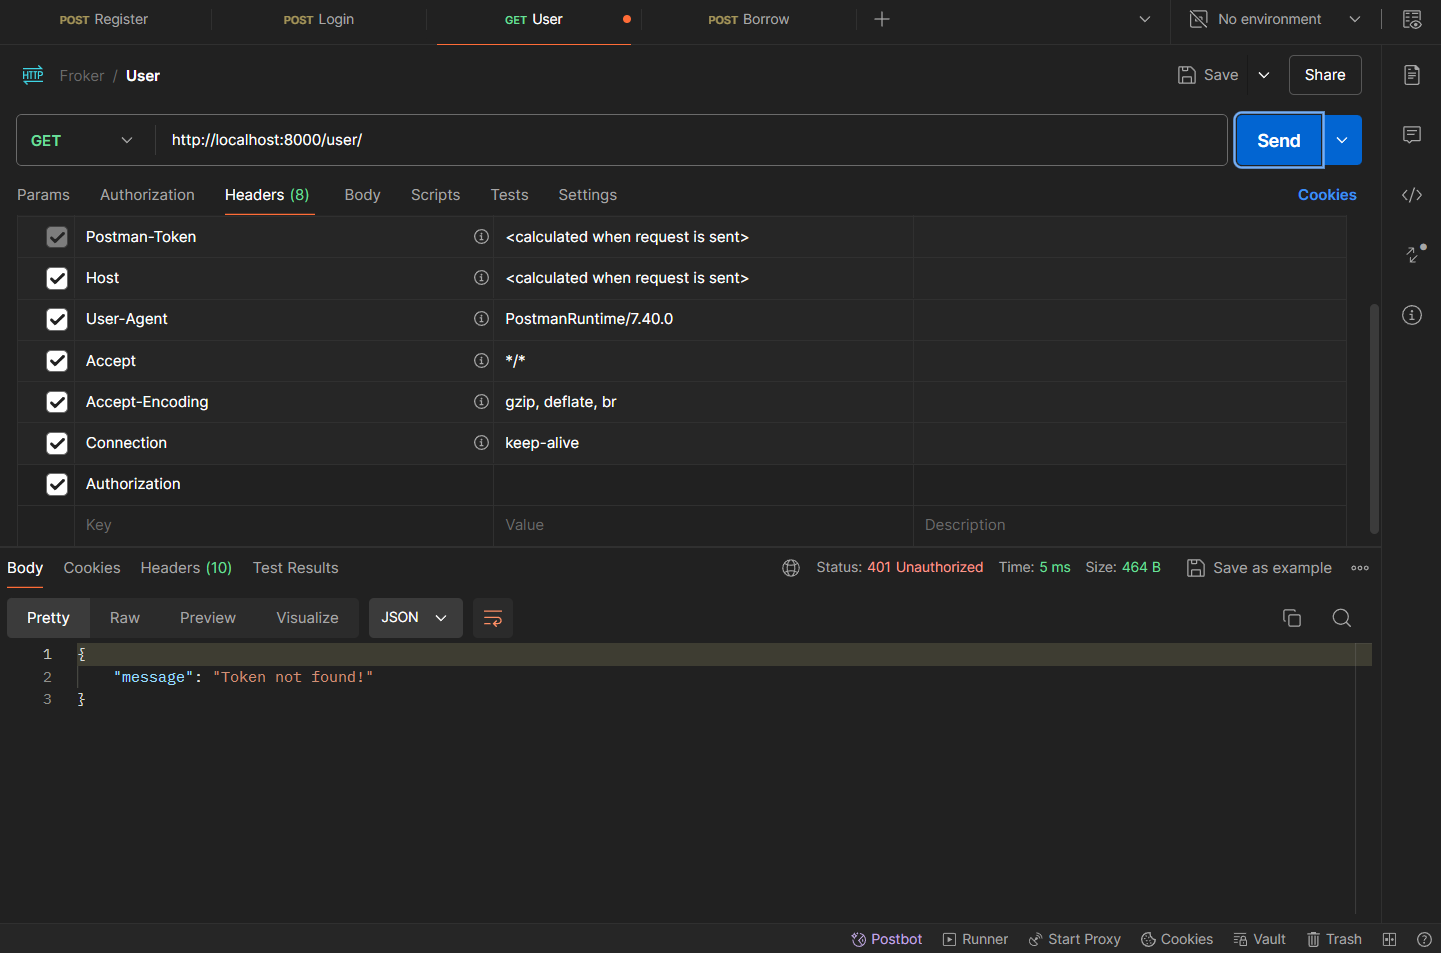 POST Register
POST Login
GET User
POST Borrow
No environment
HTTP Froker / User
Save
Share
GET
http://localhost:8000/user/
Send
Params Authorization Headers (8) Body Scripts Tests Settings Cookies
Postman-Token <calculated when request is sent>
Host <calculated when request is sent>
User-Agent PostmanRuntime/7.40.0
Accept */*
Accept-Encoding gzip, deflate, br
Connection keep-alive
Authorization
Key Value Description
Body Cookies Headers (10) Test Results Status: 401 Unauthorized Time: 5 ms Size: 464 B Save as example
Pretty Raw Preview Visualize JSON
1 {
2 "message": "Token not found!"
3 }
Postbot Runner Start Proxy Cookies Vault Trash